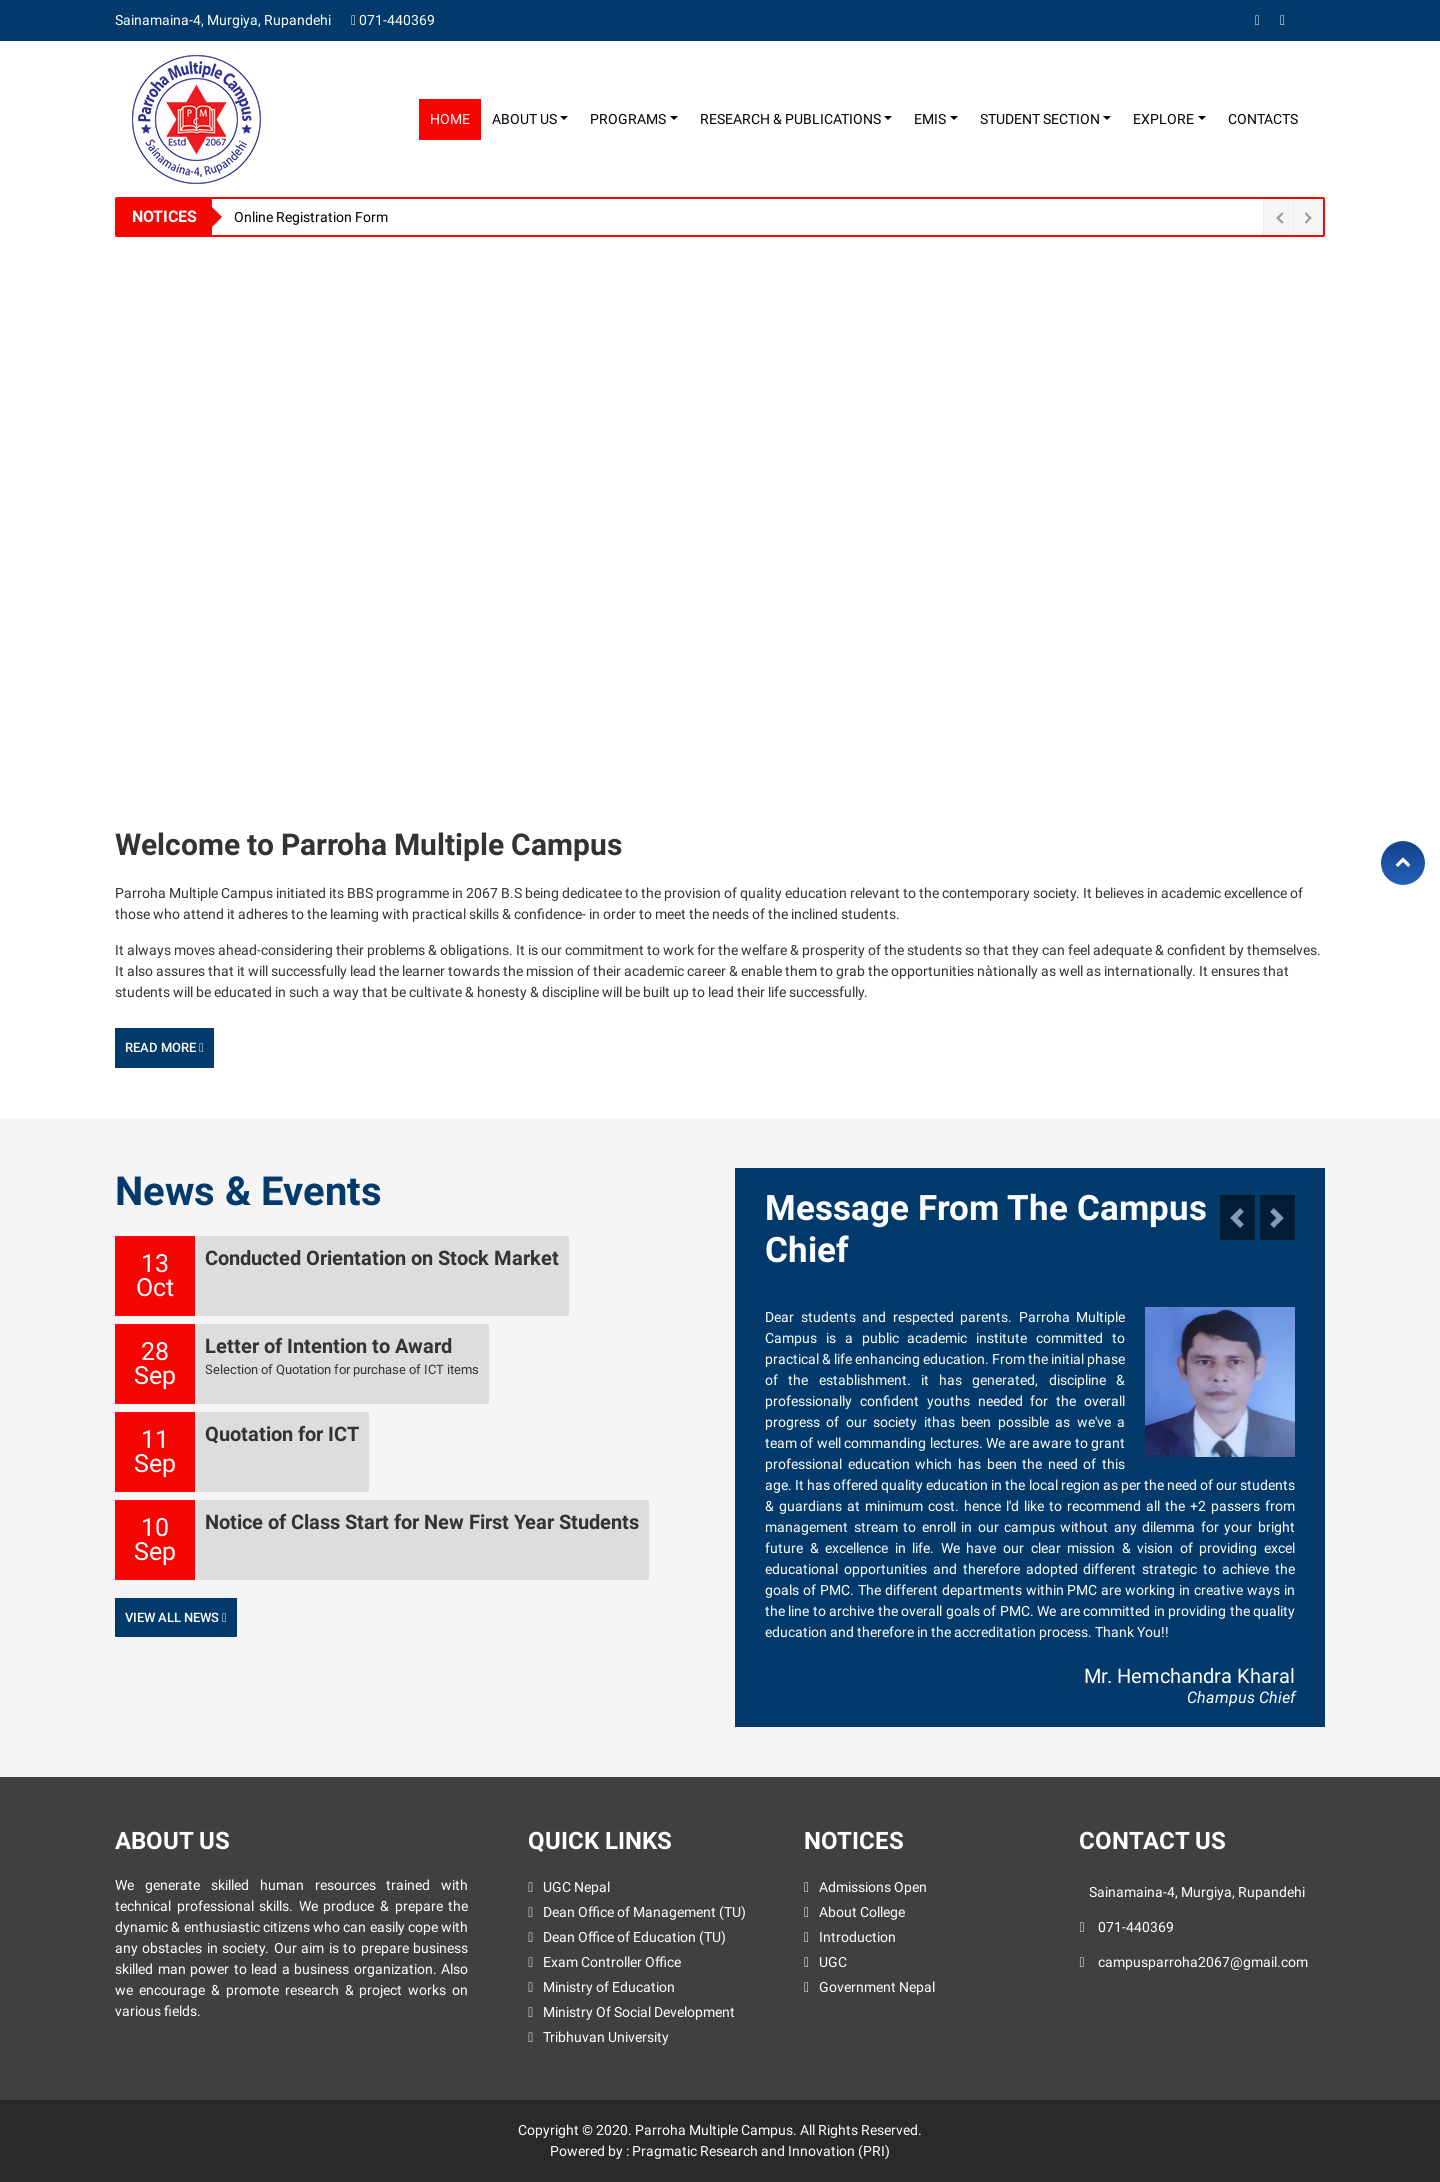 Sainamaina-4, Murgiya, Rupandehi 071-440369
Parroha Multiple Campus
P M C
Estd 2067
Sainamaina-4, Rupandehi
HOME ABOUT US PROGRAMS RESEARCH & PUBLICATIONS EMIS STUDENT SECTION EXPLORE CONTACTS
NOTICES Online Registration Form
Welcome to Parroha Multiple Campus
Parroha Multiple Campus initiated its BBS programme in 2067 B.S being dedicatee to the provision of quality education relevant to the contemporary society. It believes in academic excellence of
those who attend it adheres to the leaming with practical skills & confidence- in order to meet the needs of the inclined students.
It always moves ahead-considering their problems & obligations. It is our commitment to work for the welfare & prosperity of the students so that they can feel adequate & confident by themselves.
It also assures that it will successfully lead the learner towards the mission of their academic career & enable them to grab the opportunities nàtionally as well as internationally. It ensures that
students will be educated in such a way that be cultivate & honesty & discipline will be built up to lead their life successfully.
READ MORE
News & Events
13
Oct
Conducted Orientation on Stock Market
28
Sep
Letter of Intention to Award
Selection of Quotation for purchase of ICT items
11
Sep
Quotation for ICT
10
Sep
Notice of Class Start for New First Year Students
VIEW ALL NEWS
Message From The Campus
Chief
Dear students and respected parents. Parroha Multiple
Campus is a public academic institute committed to
practical & life enhancing education. From the initial phase
of the establishment. it has generated, discipline &
professionally confident youths needed for the overall
progress of our society ithas been possible as we've a
team of well commanding lectures. We are aware to grant
professional education which has been the need of this
age. It has offered quality education in the local region as per the need of our students
& guardians at minimum cost. hence I'd like to recommend all the +2 passers from
management stream to enroll in our campus without any dilemma for your bright
future & excellence in life. We have our clear mission & vision of providing excel
educational opportunities and therefore adopted different strategic to achieve the
goals of PMC. The different departments within PMC are working in creative ways in
the line to archive the overall goals of PMC. We are committed in providing the quality
education and therefore in the accreditation process. Thank You!!
Mr. Hemchandra Kharal
Champus Chief
ABOUT US
We generate skilled human resources trained with
technical professional skills. We produce & prepare the
dynamic & enthusiastic citizens who can easily cope with
any obstacles in society. Our aim is to prepare business
skilled man power to lead a business organization. Also
we encourage & promote research & project works on
various fields.
QUICK LINKS
UGC Nepal
Dean Office of Management (TU)
Dean Office of Education (TU)
Exam Controller Office
Ministry of Education
Ministry Of Social Development
Tribhuvan University
NOTICES
Admissions Open
About College
Introduction
UGC
Government Nepal
CONTACT US
Sainamaina-4, Murgiya, Rupandehi
071-440369
campusparroha2067@gmail.com
Copyright © 2020. Parroha Multiple Campus. All Rights Reserved.
Powered by : Pragmatic Research and Innovation (PRI)